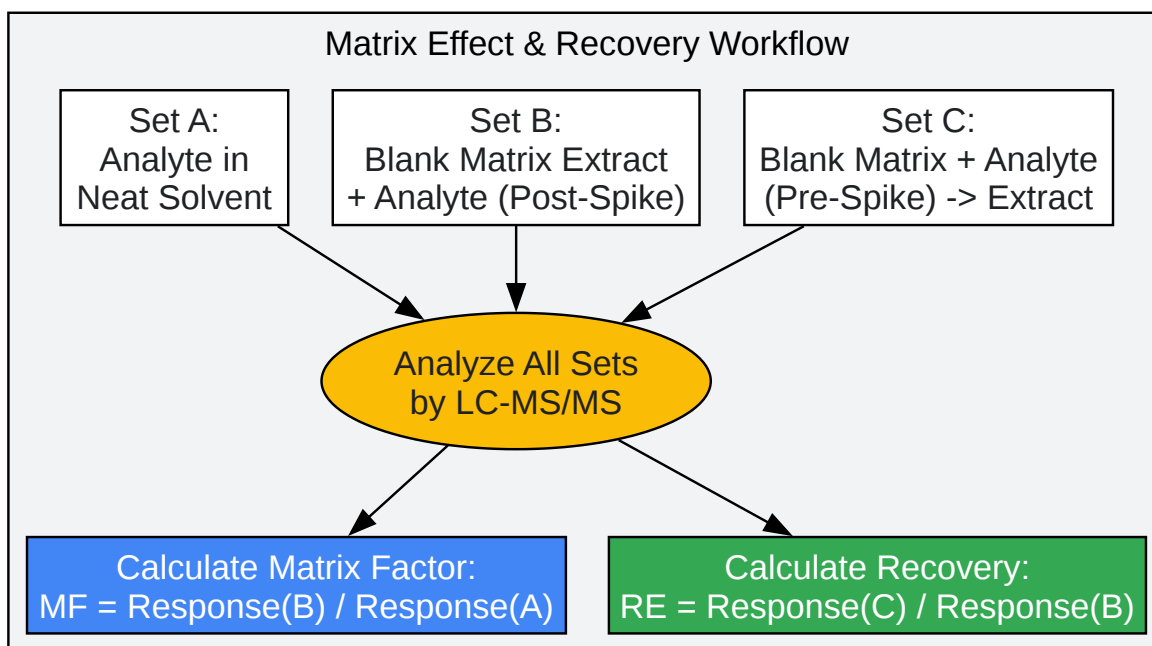 Matrix Effect & Recovery Workflow
Set A:
Analyte in
Neat Solvent
Set B:
Blank Matrix Extract
+ Analyte (Post-Spike)
Set C:
Blank Matrix + Analyte
(Pre-Spike) -> Extract
Analyze All Sets
by LC-MS/MS
Calculate Matrix Factor:
MF = Response(B) / Response(A)
Calculate Recovery:
RE = Response(C) / Response(B)